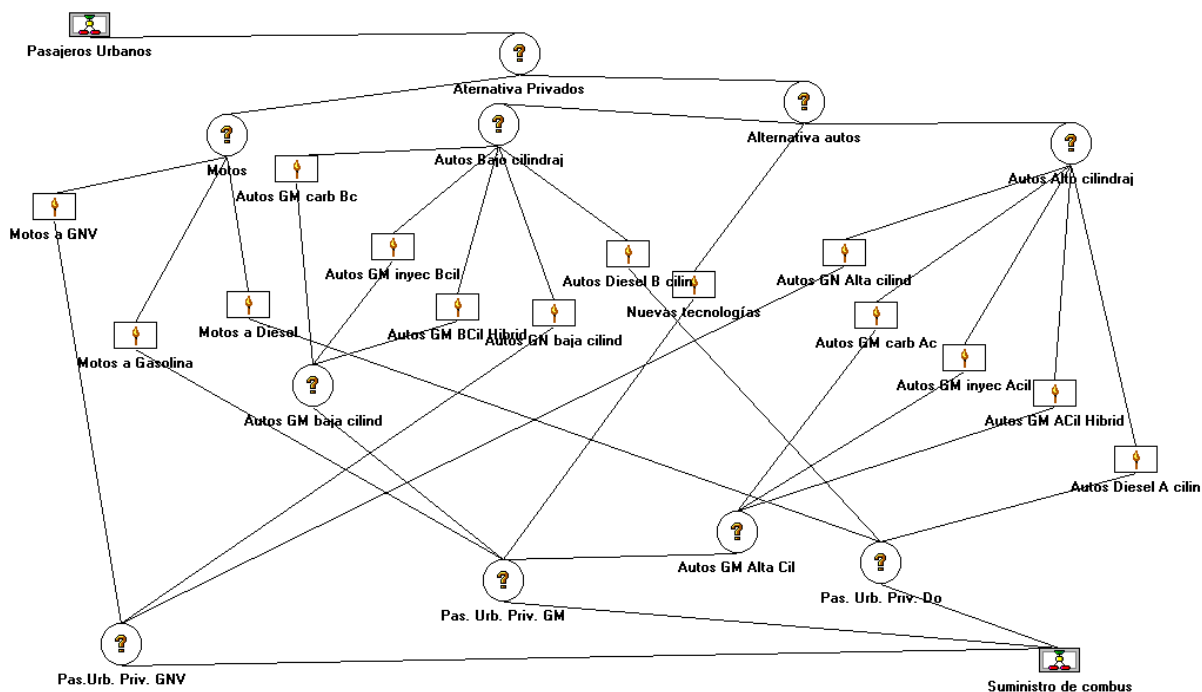 Pasajeros Urbanos
Aternativa Privados
Alternativa autos
Motos
Autos Bajo cilindraj
Autos Alto cilindraj
Autos GM carb Bc
Motos a GNV
Autos GM inyec Bcil
Autos Diesel B cilin
Autos GN Alta cilind
Nuevas tecnologías
Motos a Diesel
Autos GM BCil Hibrid
Autos GN baja cilind
Autos GM carb Ac
Motos a Gasolina
Autos GM inyec Acil
Autos GM baja cilind
Autos GM ACil Hibrid
Autos Diesel A cilin
Autos GM Alta Cil
Pas. Urb. Priv. GM
Pas. Urb. Priv. Do
Pas.Urb. Priv. GNV
Suministro de combus